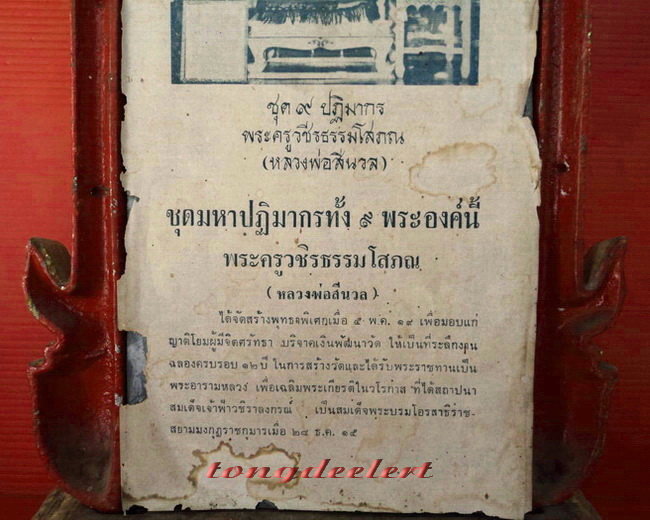 ชุด ๙ ปฏิมากร
พระครูวชิรธรรมโสภณ
(หลวงพ่อสีนวล)
ชุดมหาปฏิมากรทั้ง ๙ พระองค์นี้
พระครูวชิรธรรมโสภณ
( หลวงพ่อสีนวล )
ได้จัดสร้างพุทธาพิเศกเมื่อ ๕ พ.ค. ๑๙ เพื่อมอบแก่
ญาติโยมผู้มีจิตศรัทธา บริจาคเงินพัฒนาวัด ให้เป็นที่ระลึกงาน
ฉลองครบรอบ ๑๒ ปี ในการสร้างวัดและได้รับพระราชทานเป็น
พระอารามหลวง เพื่อเฉลิมพระเกียรติในวโรกาส ที่ได้สถาปนา
สมเด็จเจ้าฟ้าวชิราลงกรณ์ เป็นสมเด็จพระบรมโอรสาธิราช-
สยามมงกุฎราชกุมารเมื่อ ๒๘ ธ.ค. ๑๕
tongdeelert